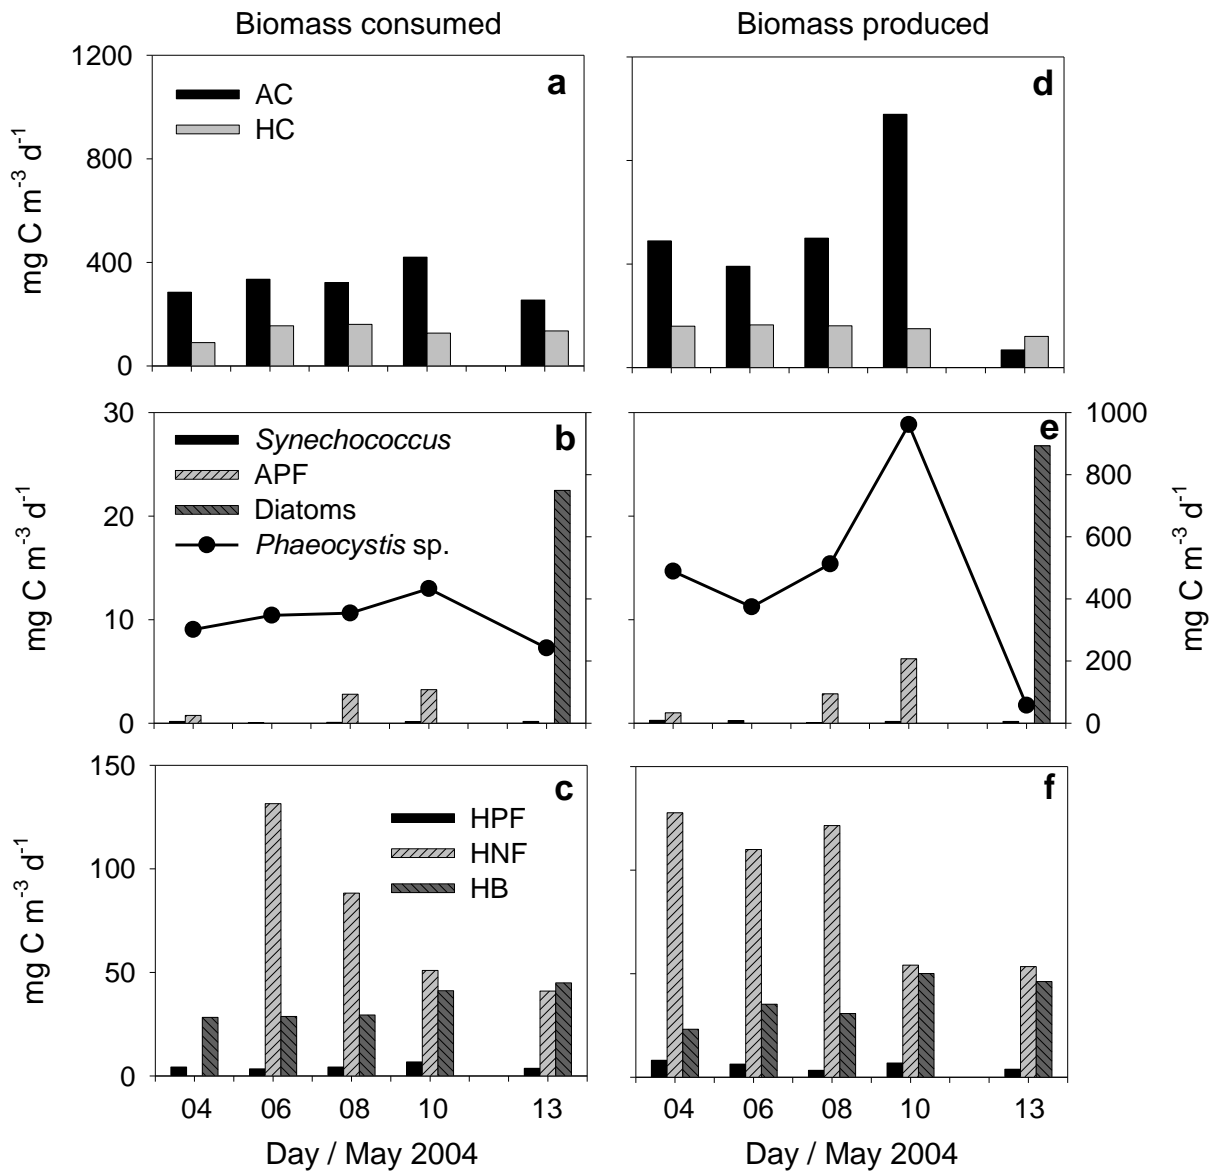 Biomass consumed
Biomass produced
1200
800
400
0
mg C m⁻³ d⁻¹
AC
HC
a
d
30
20
10
0
mg C m⁻³ d⁻¹
Synechococcus
APF
Diatoms
Phaeocystis sp.
b
e
1000
800
600
400
200
0
mg C m⁻³ d⁻¹
150
100
50
0
mg C m⁻³ d⁻¹
HPF
HNF
HB
c
f
04 06 08 10 13
04 06 08 10 13
Day / May 2004
Day / May 2004